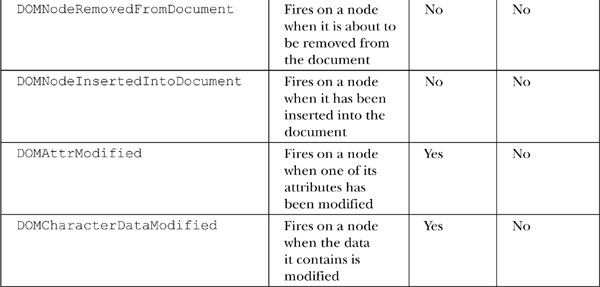 DOMNodeRemovedFromDocument Fires on a node No No
when it is about to
be removed from
the document
DOMNodeInsertedIntoDocument Fires on a node No No
when it has been
inserted into the
document
DOMAttrModified Fires on a node Yes No
when one of its
attributes has
been modified
DOMCharacterDataModified Fires on a node Yes No
when the data
it contains is
modified